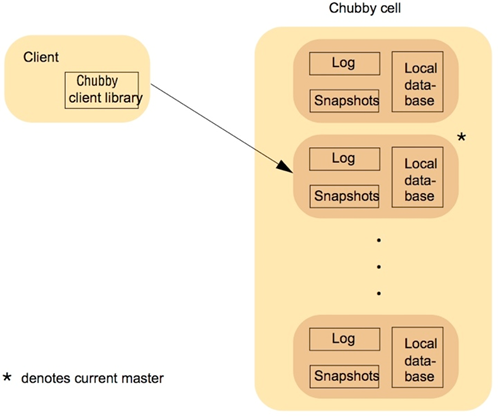 Chubby cell
Client
Chubby
client library
Log
Snapshots
Local
data-
base
*
Log
Snapshots
Local
data-
base
Log
Snapshots
Local
data-
base
* denotes current master